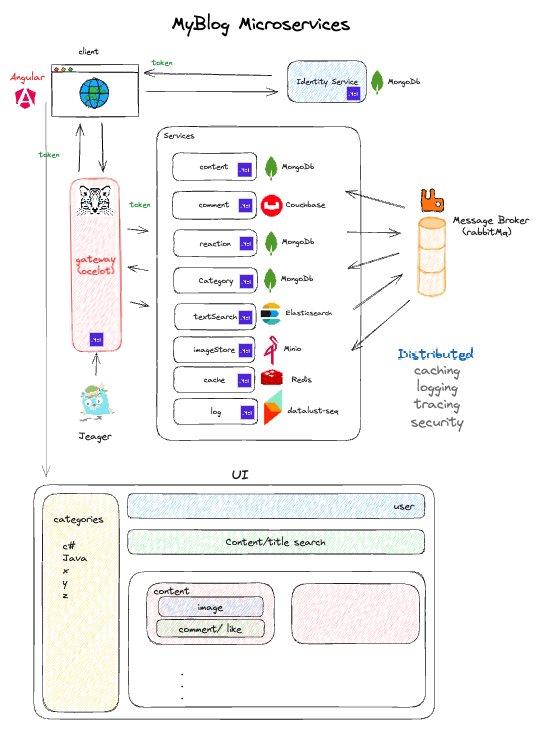 MyBlog Microservices
client
token
Angular
Identity Service
MongoDb
token
Services
content
MongoDb
comment
Couchbase
token
reaction
MongoDb
Category
MongoDb
textSearch
Elasticsearch
imageStore
Minio
cache
Redis
log
datalust-seq
gateway
(ocelot)
Jeager
Message Broker
(rabbitMq)
Distributed
caching
logging
tracing
security
UI
categories
c#
Java
x
y
z
user
Content/title search
content
image
comment/ like